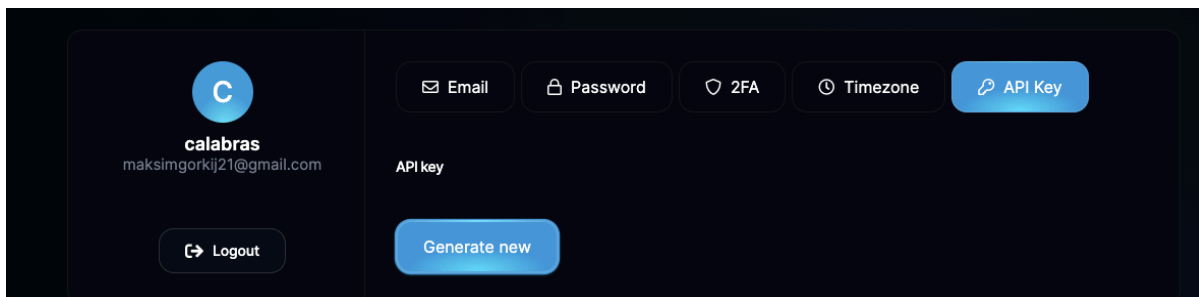 C
calabras
maksimgorkij21@gmail.com
Logout
Email
Password
2FA
Timezone
API Key
API key
Generate new